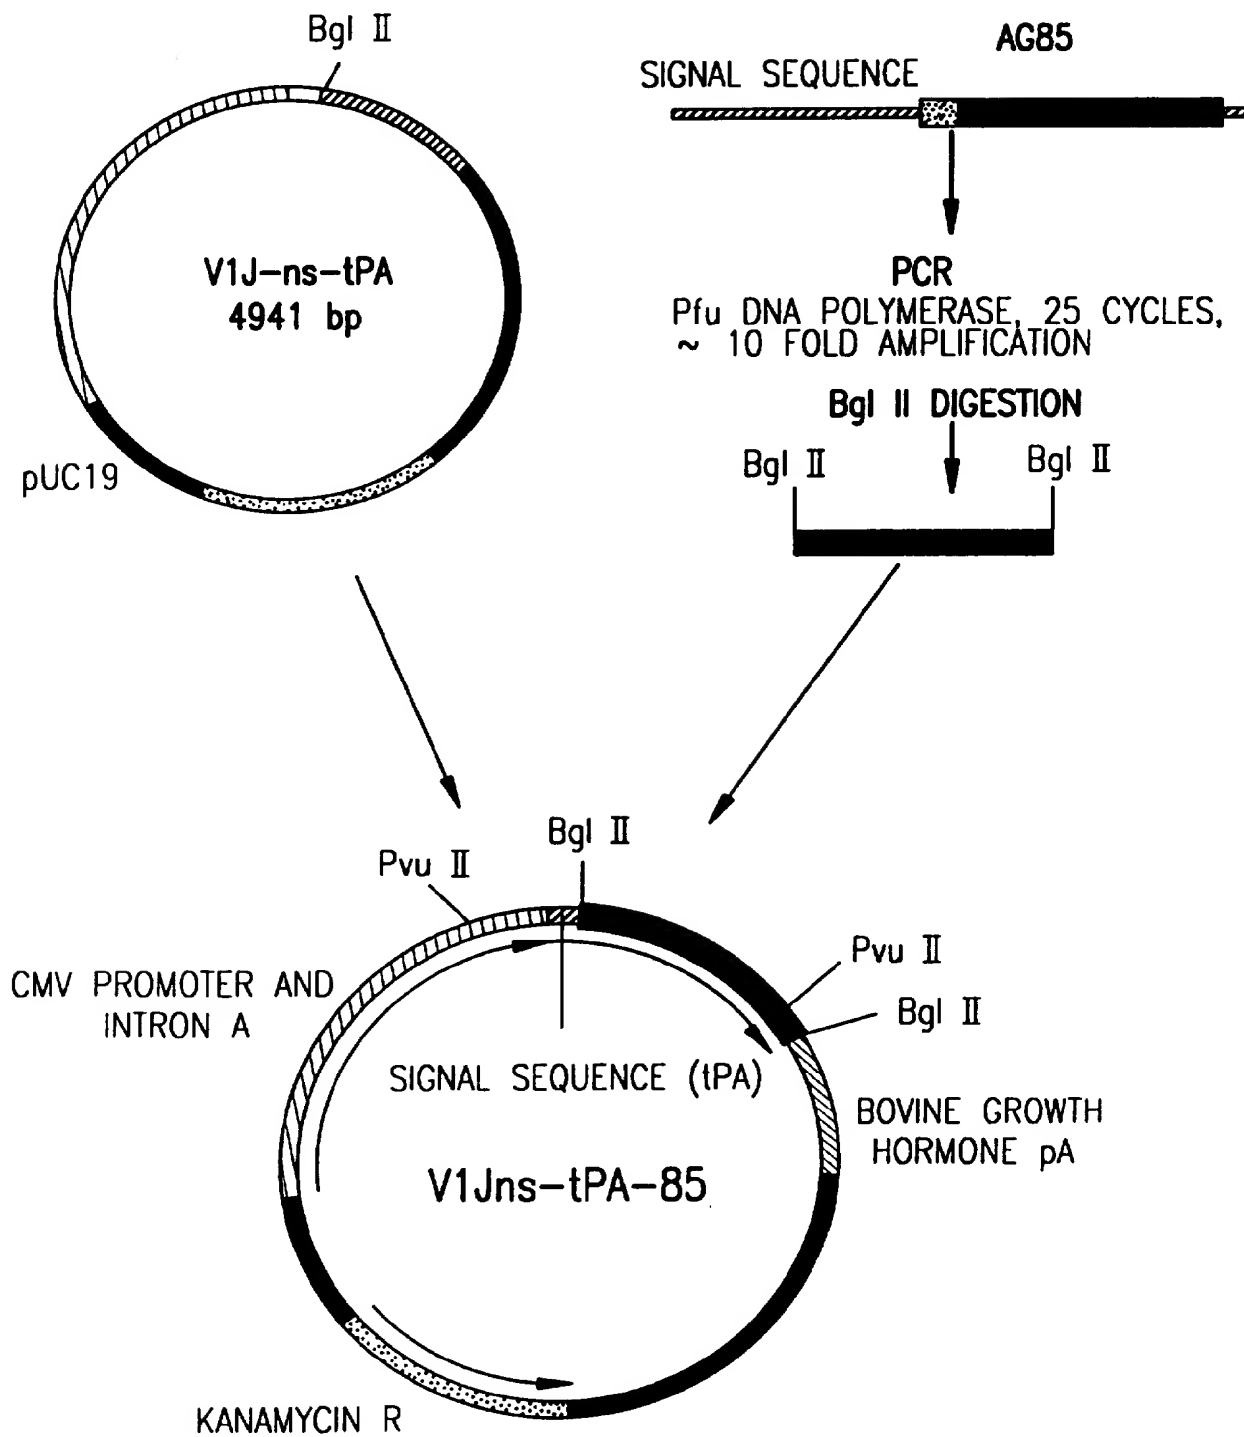 Bgl II
V1J-ns-tPA
4941 bp
pUC19
AG85
SIGNAL SEQUENCE
PCR
Pfu DNA POLYMERASE, 25 CYCLES,
~ 10 FOLD AMPLIFICATION
Bgl II DIGESTION
Bgl II
Bgl II
Bgl II
Pvu II
Pvu II
Bgl II
CMV PROMOTER AND
INTRON A
SIGNAL SEQUENCE (tPA)
BOVINE GROWTH
HORMONE pA
V1Jns-tPA-85
KANAMYCIN R